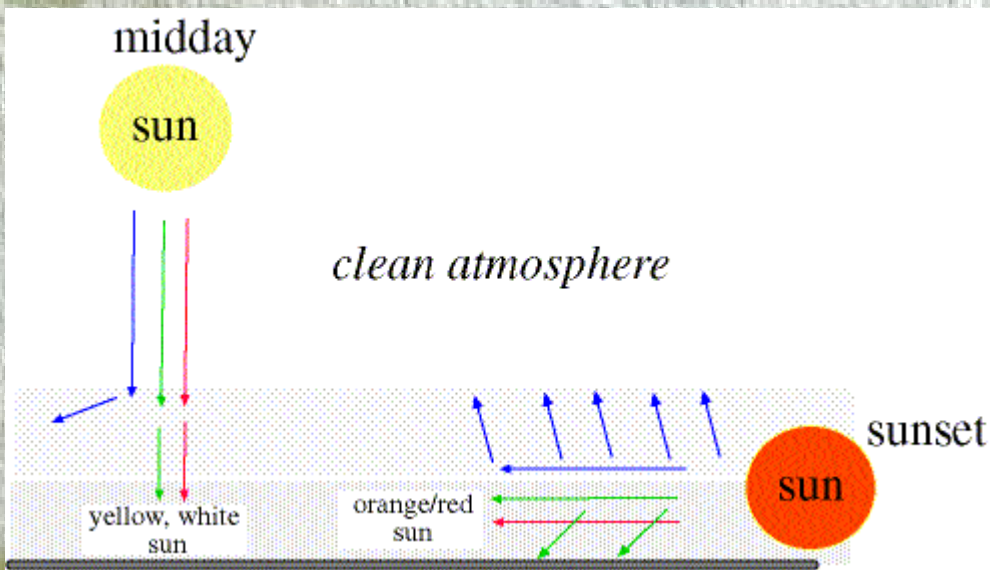 midday
sun
clean atmosphere
sunset
sun
orange/red
sun
yellow, white
sun